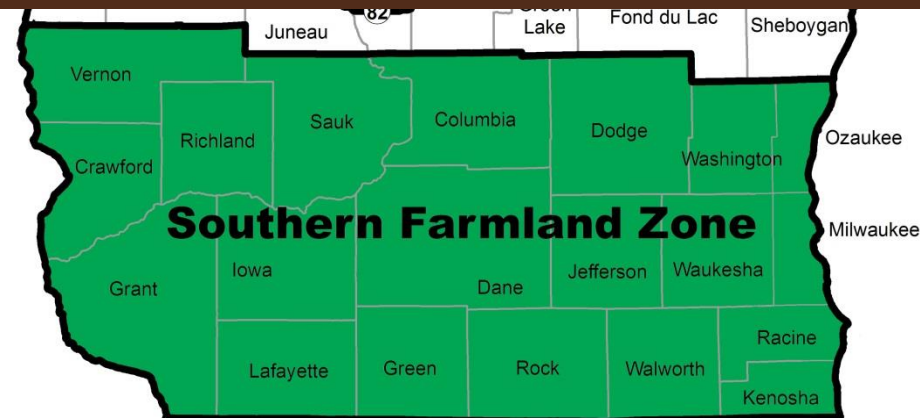 82
Green
Lake
Fond du Lac
Sheboygan
Juneau
Vernon
Sauk
Columbia
Dodge
Richland
Crawford
Washington
Ozaukee
Southern Farmland Zone
Milwaukee
Iowa
Jefferson
Waukesha
Grant
Dane
Racine
Lafayette
Green
Rock
Walworth
Kenosha